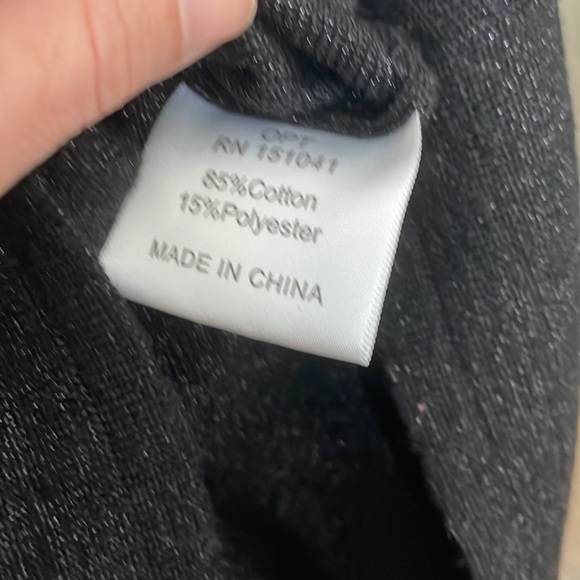 OPT
RN 151041
85%Cotton
15%Polyester
MADE IN CHINA